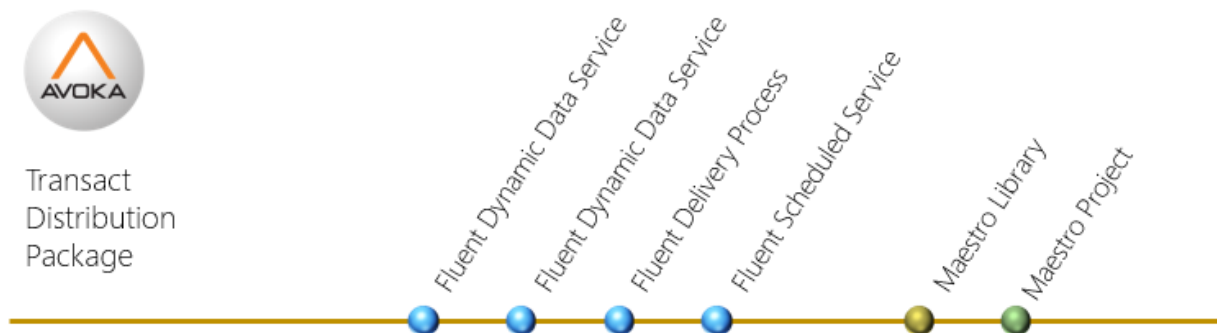 AVOKA
Transact
Distribution
Package
Fluent Dynamic Data Service
Fluent Dynamic Data Service
Fluent Delivery Process
Fluent Scheduled Service
Maestro Library
Maestro Project